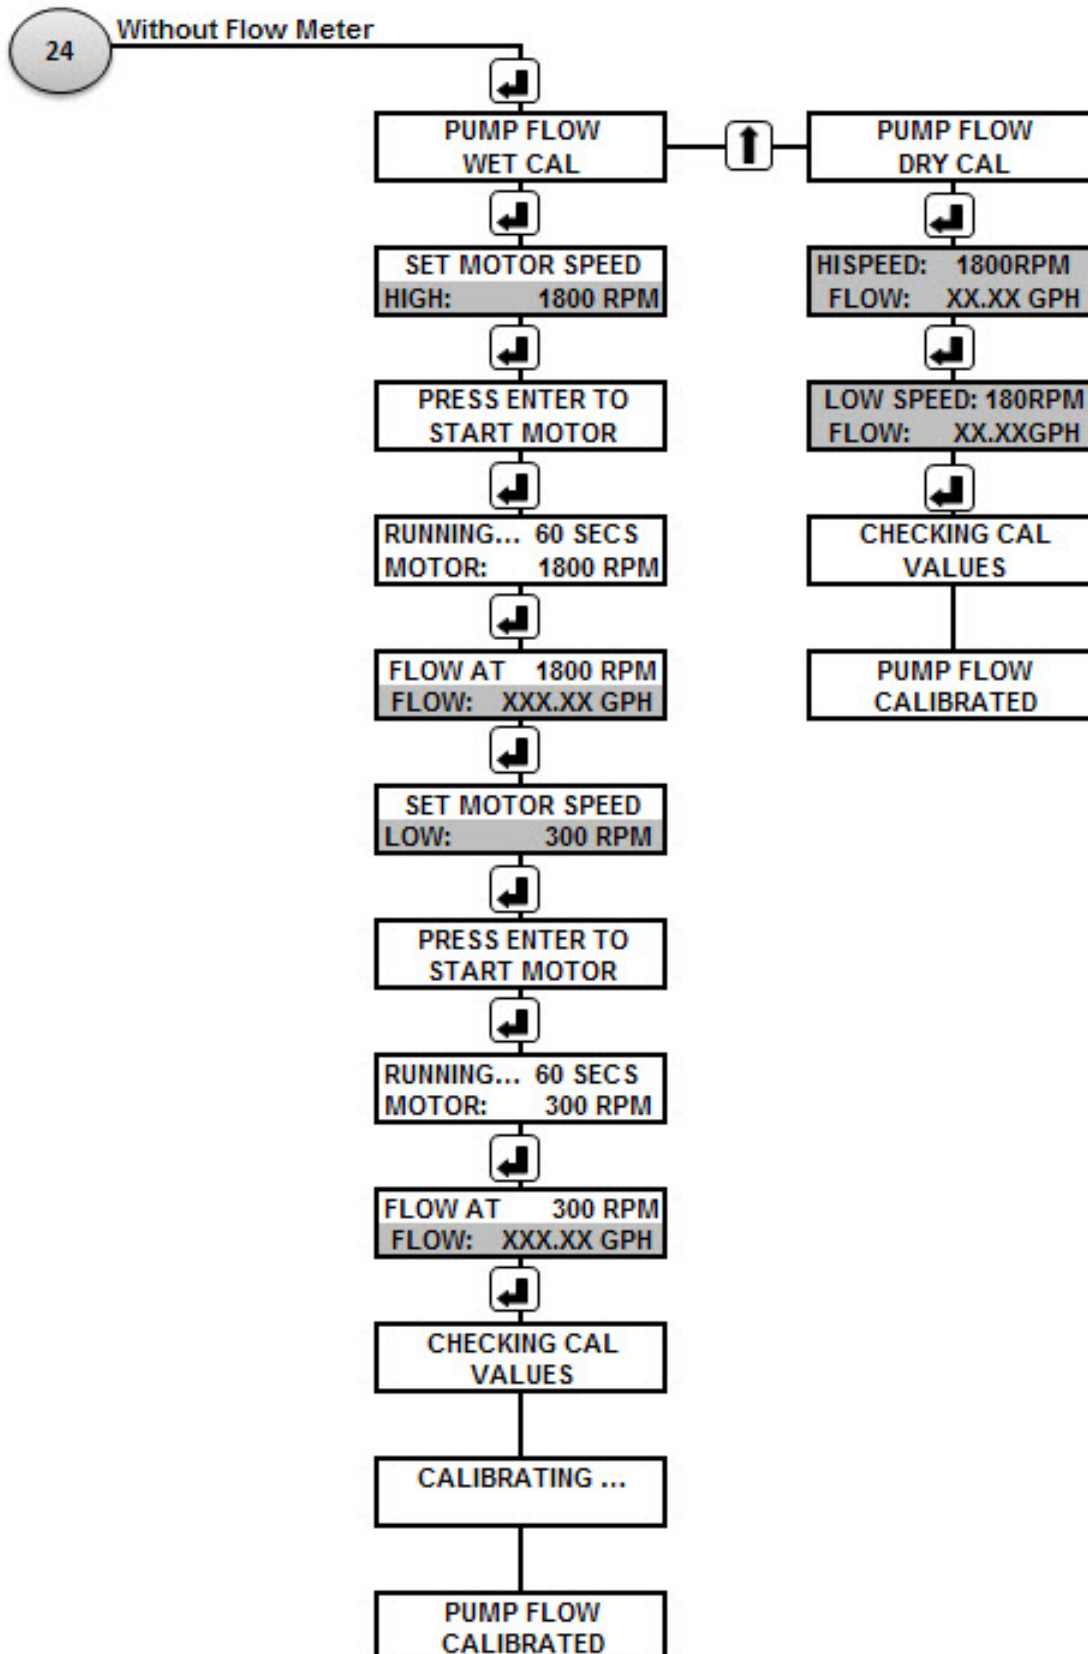 24
Without Flow Meter
PUMP FLOW
WET CAL
SET MOTOR SPEED
HIGH: 1800 RPM
PRESS ENTER TO
START MOTOR
RUNNING... 60 SECS
MOTOR: 1800 RPM
FLOW AT 1800 RPM
FLOW: XXX.XX GPH
SET MOTOR SPEED
LOW: 300 RPM
PRESS ENTER TO
START MOTOR
RUNNING... 60 SECS
MOTOR: 300 RPM
FLOW AT 300 RPM
FLOW: XXX.XX GPH
CHECKING CAL
VALUES
CALIBRATING ...
PUMP FLOW
CALIBRATED
PUMP FLOW
DRY CAL
HISPEED: 1800RPM
FLOW: XX.XX GPH
LOW SPEED: 180RPM
FLOW: XX.XXGPH
CHECKING CAL
VALUES
PUMP FLOW
CALIBRATED